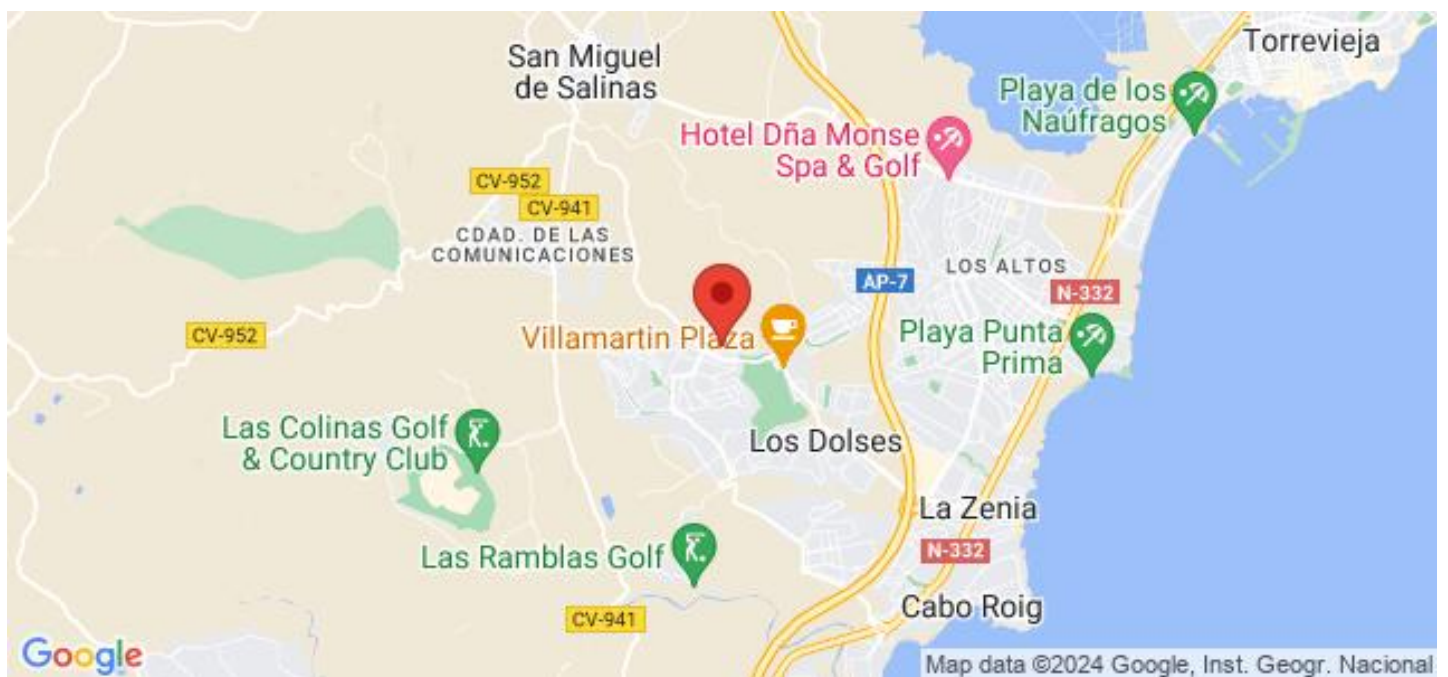 San Miguel
de Salinas
Torrevieja
Playa de los
Naúfragos
Hotel Dña Monse
Spa & Golf
CV-952
CV-941
CDAD. DE LAS
COMUNICACIONES
LOS ALTOS
AP-7
N-332
CV-952
Villamartin Plaza
Playa Punta
Prima
Las Colinas Golf
& Country Club
Los Dolses
La Zenia
Las Ramblas Golf
N-332
CV-941
Cabo Roig
Google
Map data ©2024 Google, Inst. Geogr. Nacional